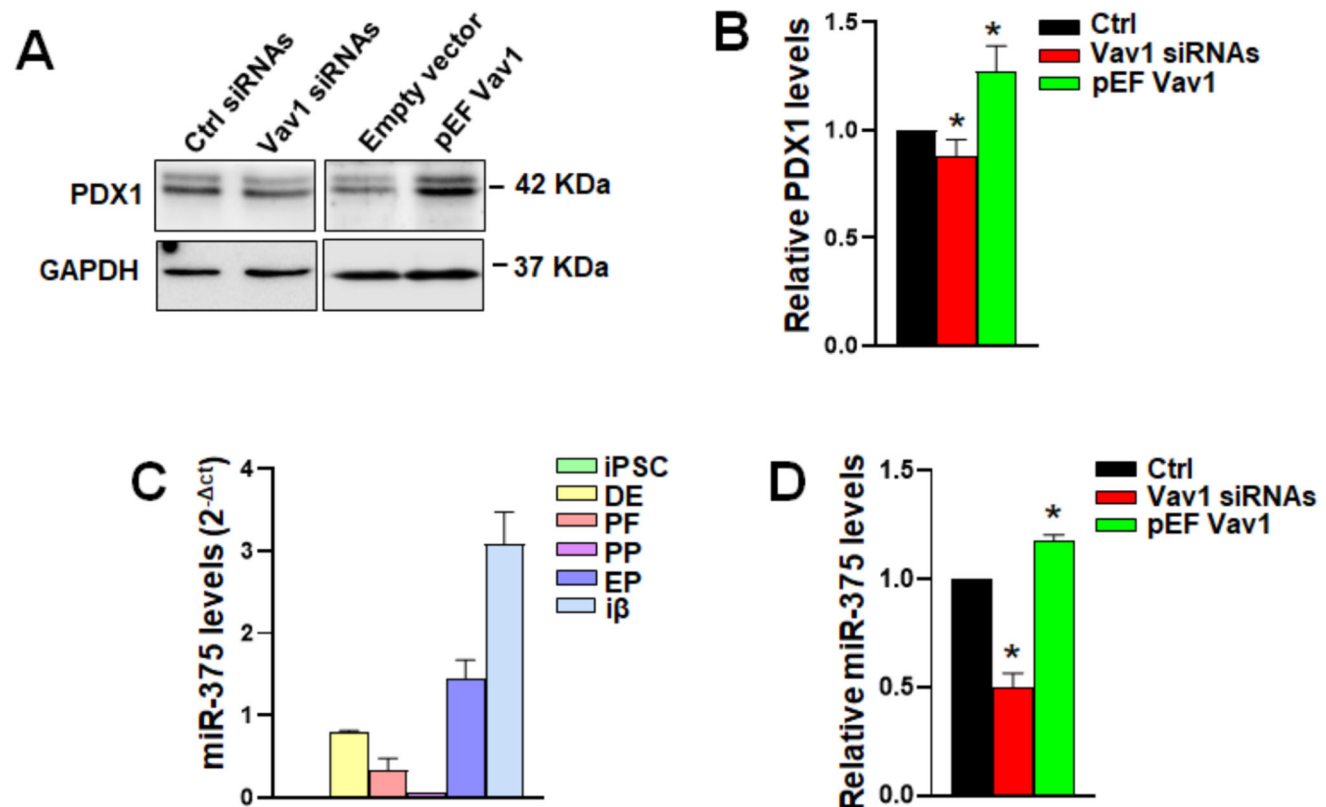 A
Ctrl siRNAs
Vav1 siRNAs
Empty vector
pEF Vav1
PDX1
– 42 KDa
GAPDH
– 37 KDa
B
Relative PDX1 levels
1.5
1.0
0.5
0.0
*
*
Ctrl
Vav1 siRNAs
pEF Vav1
C
miR-375 levels (2^-Δct)
4
3
2
1
0
iPSC
DE
PF
PP
EP
iβ
D
Relative miR-375 levels
1.5
1.0
0.5
0.0
*
*
Ctrl
Vav1 siRNAs
pEF Vav1